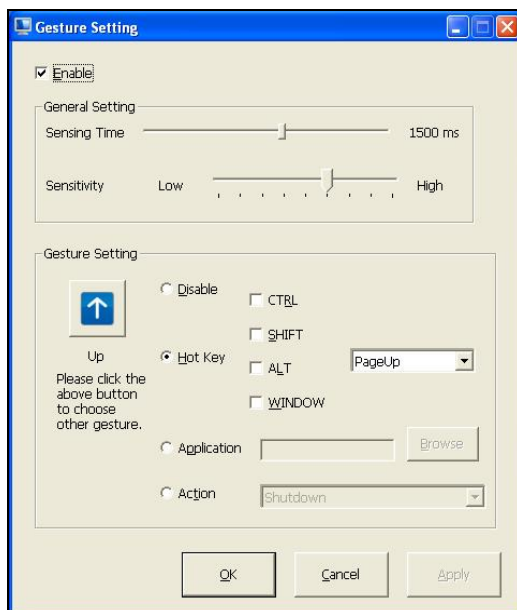 Gesture Setting
Enable
General Setting
Sensing Time 1500 ms
Sensitivity Low High
Gesture Setting
Disable
CTRL
SHIFT
Up
Hot Key
ALT
PageUp
Please click the
above button
to choose
other gesture.
WINDOW
Application
Browse
Action
Shutdown
OK
Cancel
Apply